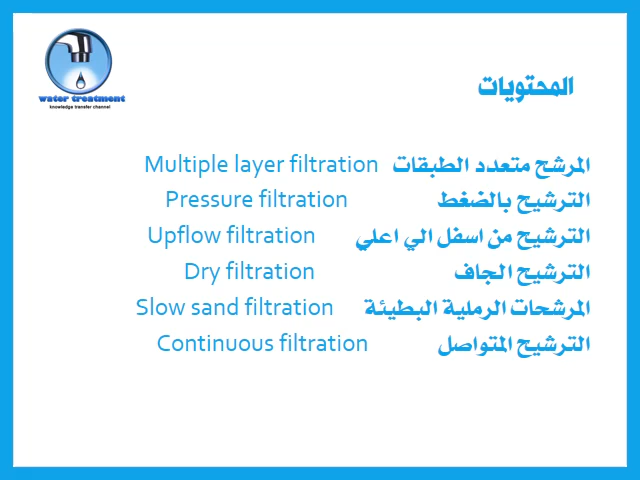 water treatment
knowledge transfer channel
المحتويات
المرشح متعدد الطبقات Multiple layer filtration
الترشيح بالضغط Pressure filtration
الترشيح من اسفل الي اعلي Upflow filtration
الترشيح الجاف Dry filtration
المرشحات الرملية البطيئة Slow sand filtration
الترشيح المتواصل Continuous filtration